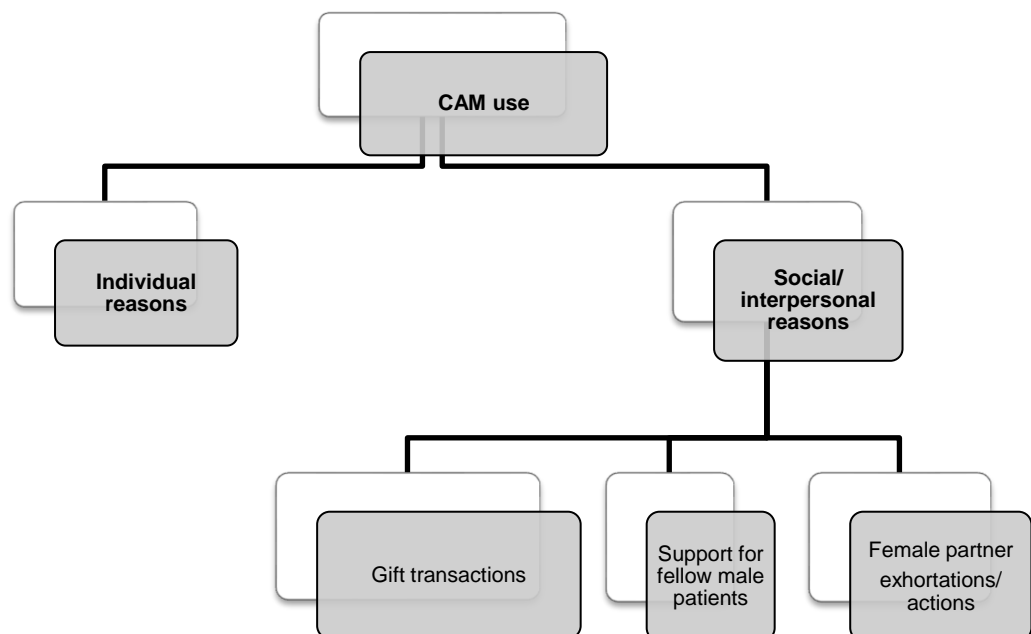 CAM use
Individual
reasons
Social/
interpersonal
reasons
Gift transactions
Support for
fellow male
patients
Female partner
exhortations/
actions